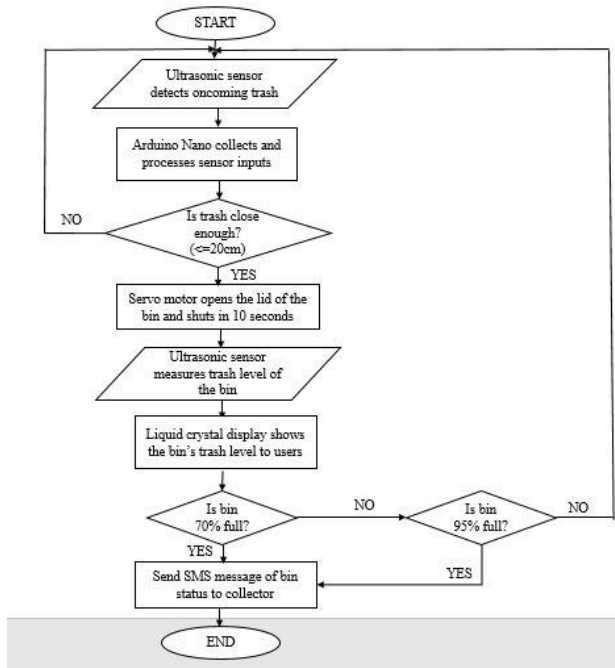 START
Ultrasonic sensor
detects oncoming trash
Arduino Nano collects and
processes sensor inputs
NO
Is trash close
enough?
(<=20cm)
YES
Servo motor opens the lid of the
bin and shuts in 10 seconds
Ultrasonic sensor
measures trash level of
the bin
Liquid crystal display shows
the bin’s trash level to users
Is bin
70% full?
NO
Is bin
95% full?
NO
YES
YES
Send SMS message of bin
status to collector
END